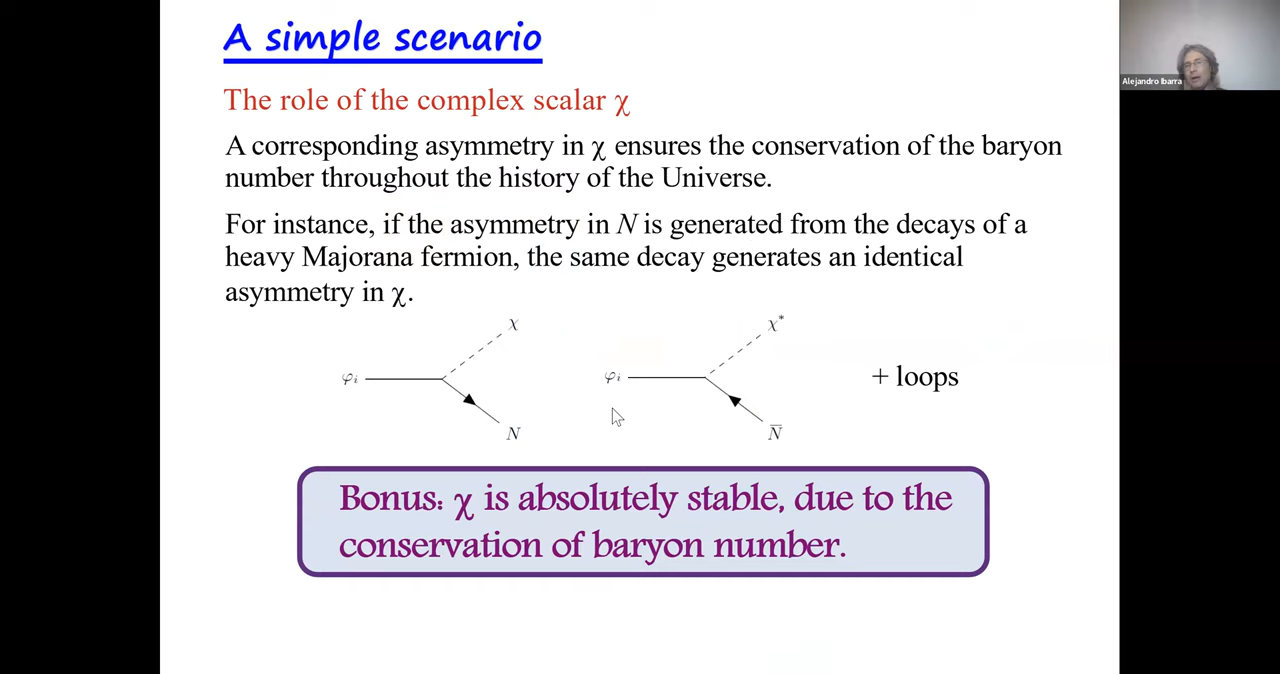 A simple scenario
Alejandro Ibarra
The role of the complex scalar χ
A corresponding asymmetry in χ ensures the conservation of the baryon
number throughout the history of the Universe.
For instance, if the asymmetry in N is generated from the decays of a
heavy Majorana fermion, the same decay generates an identical
asymmetry in χ.
χ
φᵢ
N
χ*
φᵢ
N̅
+ loops
Bonus: χ is absolutely stable, due to the
conservation of baryon number.